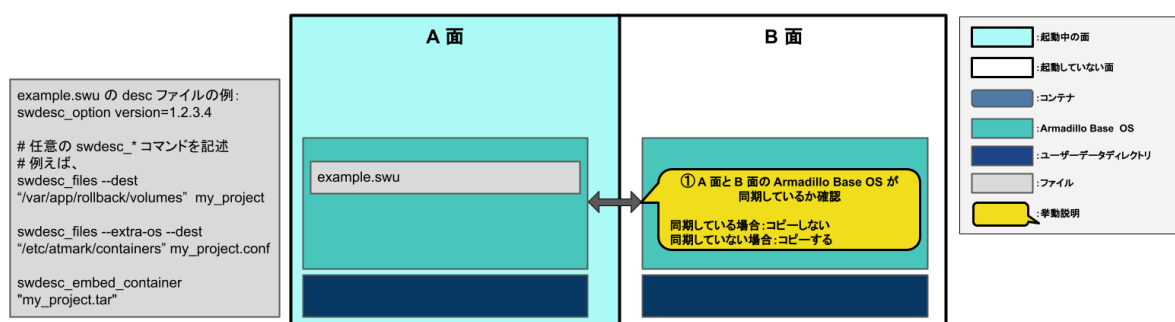 example.swu の desc ファイルの例：
swdesc_option version=1.2.3.4
# 任意の swdesc_* コマンドを記述
# 例えば、
swdesc_files --dest
“/var/app/rollback/volumes” my_project
swdesc_files --extra-os --dest
“/etc/atmark/containers” my_project.conf
swdesc_embed_container
"my_project.tar"
A 面
example.swu
B 面
①A 面とB 面の Armadillo Base OS が
同期しているか確認
同期している場合：コピーしない
同期していない場合：コピーする
：起動中の面
：起動していない面
：コンテナ
：Armadillo Base OS
：ユーザーデータディレクトリ
：ファイル
：挙動説明